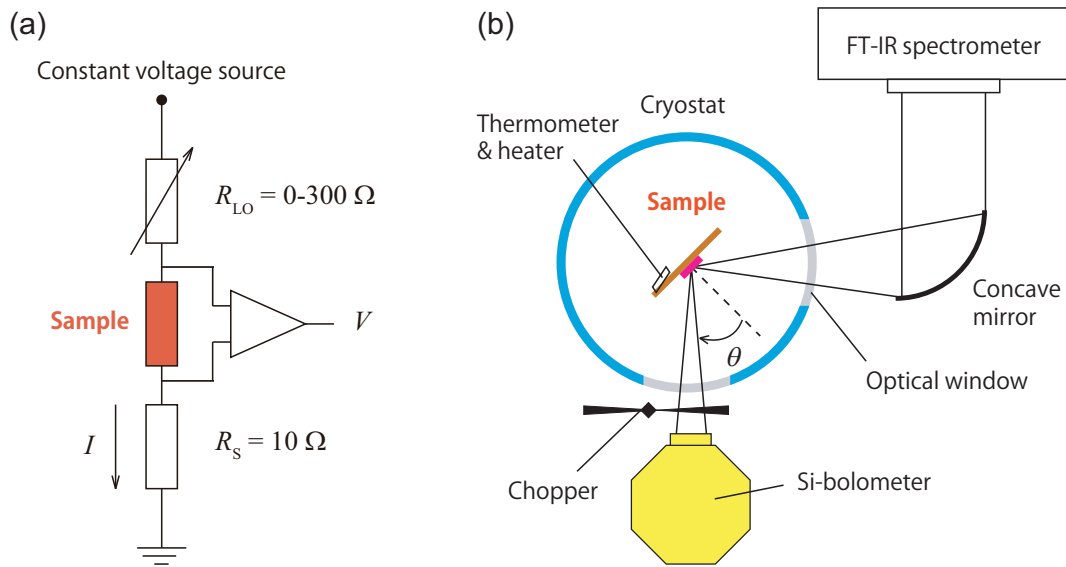 (a)
Constant voltage source
R_LO = 0-300 Ω
Sample
V
I
R_S = 10 Ω
(b)
FT-IR spectrometer
Cryostat
Thermometer
& heater
Sample
Concave
mirror
θ
Optical window
Chopper
Si-bolometer